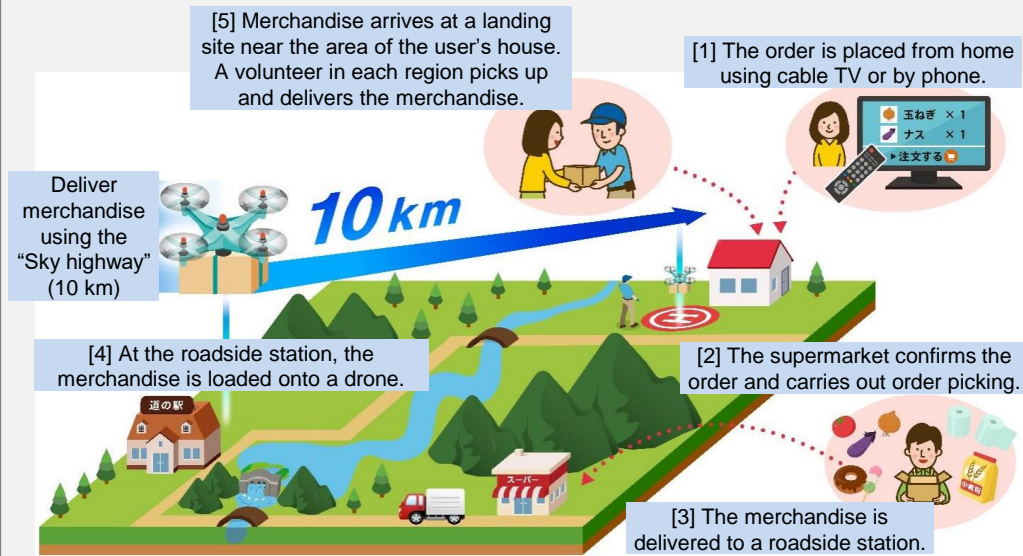 [5] Merchandise arrives at a landing
site near the area of the user’s house.
A volunteer in each region picks up
and delivers the merchandise.
[1] The order is placed from home
using cable TV or by phone.
玉ねぎ × 1
ナス × 1
▶注文する
Deliver
merchandise
using the
“Sky highway”
(10 km)
10 km
[4] At the roadside station, the
merchandise is loaded onto a drone.
道の駅
[2] The supermarket confirms the
order and carries out order picking.
スーパー
小麦粉
[3] The merchandise is
delivered to a roadside station.